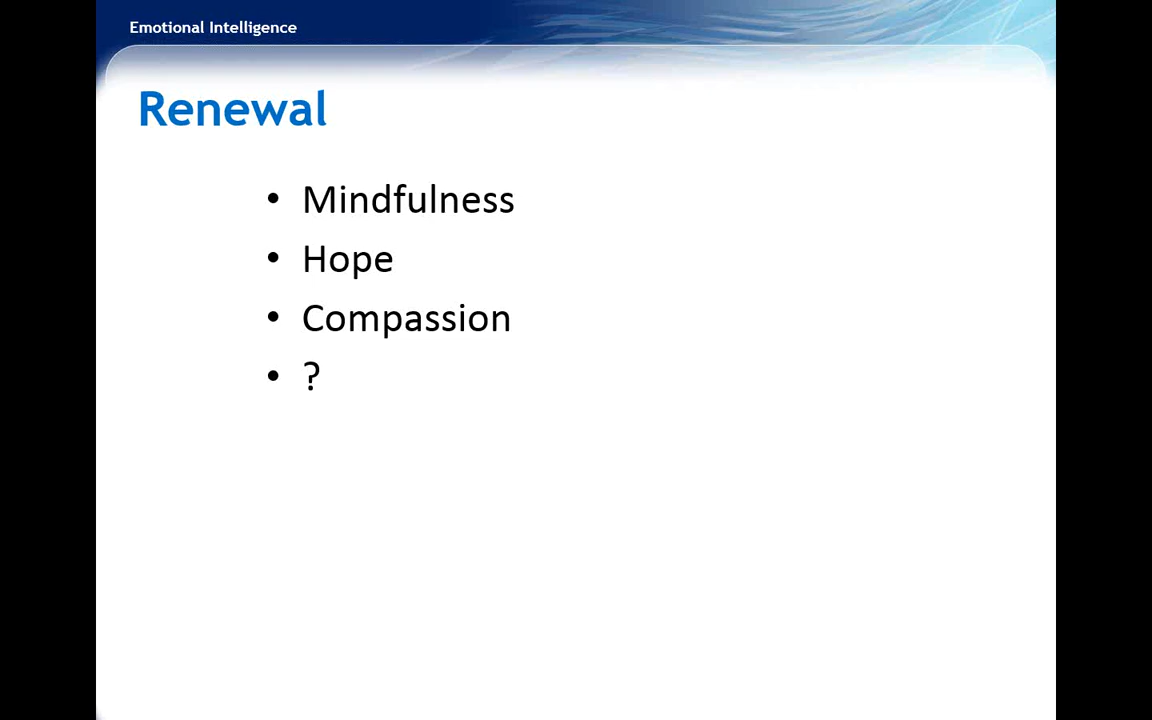 Emotional Intelligence
Renewal
• Mindfulness
• Hope
• Compassion
• ?